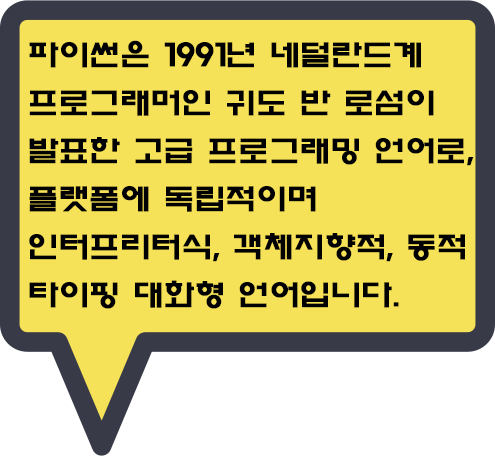 파이썬은 1991년 네덜란드계
프로그래머인 귀도 반 로섬이
발표한 고급 프로그래밍 언어로,
플랫폼에 독립적이며
인터프리터식, 객체지향적, 동적
타이핑 대화형 언어입니다.